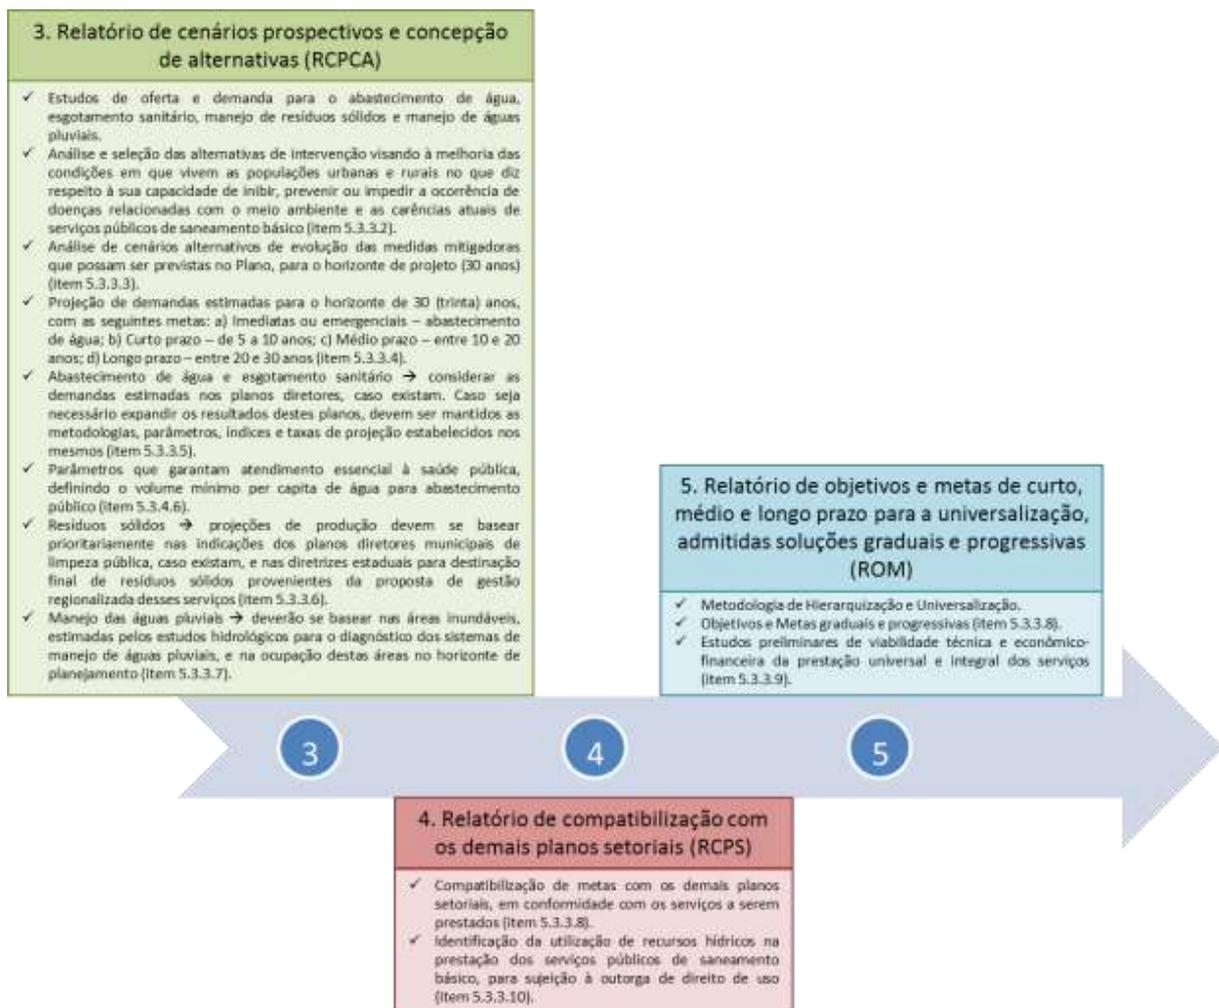 3. Relatório de cenários prospectivos e concepção
de alternativas (RCPCA)
✓ Estudos de oferta e demanda para o abastecimento de água,
esgotamento sanitário, manejo de resíduos sólidos e manejo de águas
pluviais.
✓ Análise e seleção das alternativas de intervenção visando à melhoria das
condições em que vivem as populações urbanas e rurais no que diz
respeito à sua capacidade de inibir, prevenir ou impedir a ocorrência de
doenças relacionadas com o meio ambiente e as carências atuais de
serviços públicos de saneamento básico (item 5.3.3.2).
✓ Análise de cenários alternativos de evolução das medidas mitigadoras
que possam ser previstas no Plano, para o horizonte de projeto (30 anos)
(item 5.3.3.3).
✓ Projeção de demandas estimadas para o horizonte de 30 (trinta) anos,
com as seguintes metas: a) Imediatas ou emergenciais – abastecimento
de água; b) Curto prazo – de 5 a 10 anos; c) Médio prazo – entre 10 e 20
anos; d) Longo prazo – entre 20 e 30 anos (item 5.3.3.4).
✓ Abastecimento de água e esgotamento sanitário → considerar as
demandas estimadas nos planos diretores, caso existam. Caso seja
necessário expandir os resultados destes planos, devem ser mantidos as
metodologias, parâmetros, índices e taxas de projeção estabelecidos nos
mesmos (item 5.3.3.5).
✓ Parâmetros que garantam atendimento essencial à saúde pública,
definindo o volume mínimo per capita de água para abastecimento
público (item 5.3.4.6).
✓ Resíduos sólidos → projeções de produção devem se basear
prioritariamente nas indicações dos planos diretores municipais de
limpeza pública, caso existam, e nas diretrizes estaduais para destinação
final de resíduos sólidos provenientes da proposta de gestão
regionalizada desses serviços (item 5.3.3.6).
✓ Manejo das águas pluviais → deverão se basear nas áreas inundáveis,
estimadas pelos estudos hidrológicos para o diagnóstico dos sistemas de
manejo de águas pluviais, e na ocupação destas áreas no horizonte de
planejamento (item 5.3.3.7).
5. Relatório de objetivos e metas de curto,
médio e longo prazo para a universalização,
admitidas soluções graduais e progressivas
(ROM)
✓ Metodologia de Hierarquização e Universalização.
✓ Objetivos e Metas graduais e progressivas (item 5.3.3.8).
✓ Estudos preliminares de viabilidade técnica e econômico-
financeira da prestação universal e integral dos serviços
(item 5.3.3.9).
3
4
5
4. Relatório de compatibilização com
os demais planos setoriais (RCPS)
✓ Compatibilização de metas com os demais planos
setoriais, em conformidade com os serviços a serem
prestados (item 5.3.3.8).
✓ Identificação da utilização de recursos hídricos na
prestação dos serviços públicos de saneamento
básico, para sujeição à outorga de direito de uso
(item 5.3.3.10).